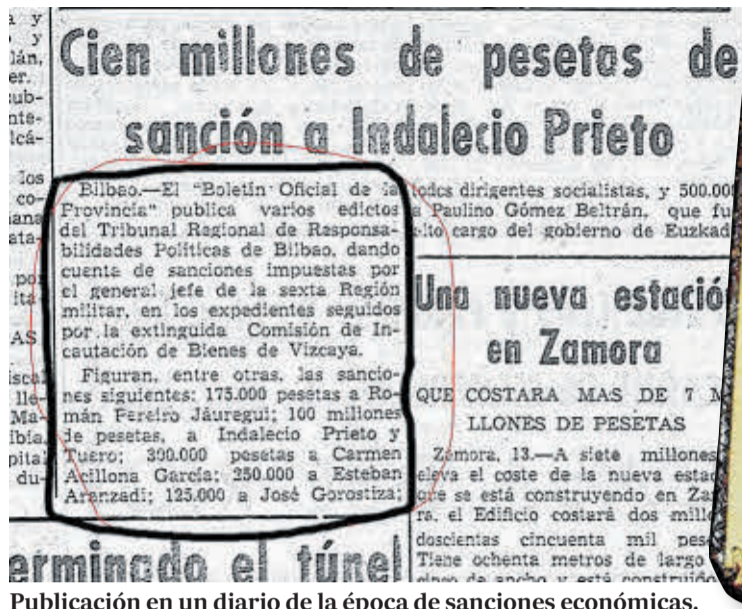 Cien millones de pesetas de
sanción a Indalecio Prieto
Bilbao.—El "Boletín Oficial de la
Provincia" publica varios edictos
del Tribunal Regional de Responsa-
bilidades Políticas de Bilbao, dando
cuenta de sanciones impuestas por
el general jefe de la sexta Región
militar, en los expedientes seguidos
por la extinguida Comisión de In-
cautación de Bienes de Vizcaya.
Figuran, entre otras, las sancio-
nes siguientes: 175.000 pesetas a Ro-
mán Pereiro Jáuregui; 100 millones
de pesetas, a Indalecio Prieto y
Tuero; 300.000 pesetas a Carmen
Acillona García; 250.000 a Esteban
Aranzadi; 125.000 a José Gorostiza;
todos dirigentes socialistas, y 500.000
a Paulino Gómez Beltrán, que fu
alto cargo del gobierno de Euzkad
Una nueva estació
en Zamora
QUE COSTARA MAS DE 7 M
LLONES DE PESETAS
Zamora, 13.—A siete millones
eleva el coste de la nueva estac
que se está construyendo en Za
ra. el Edificio costará dos mill
doscientas cincuenta mil pes
Tiene ochenta metros de largo
de ancho y está construido
erminado el túnel
Publicación en un diario de la época de sanciones económicas.